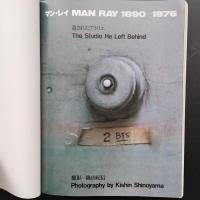 マン・レイ MAN RAY 1890-1976
遺されたアトリエ
The Studio He Left Behind
2 BIS
撮影＝篠山紀信
Photography by Kishin Shinoyama